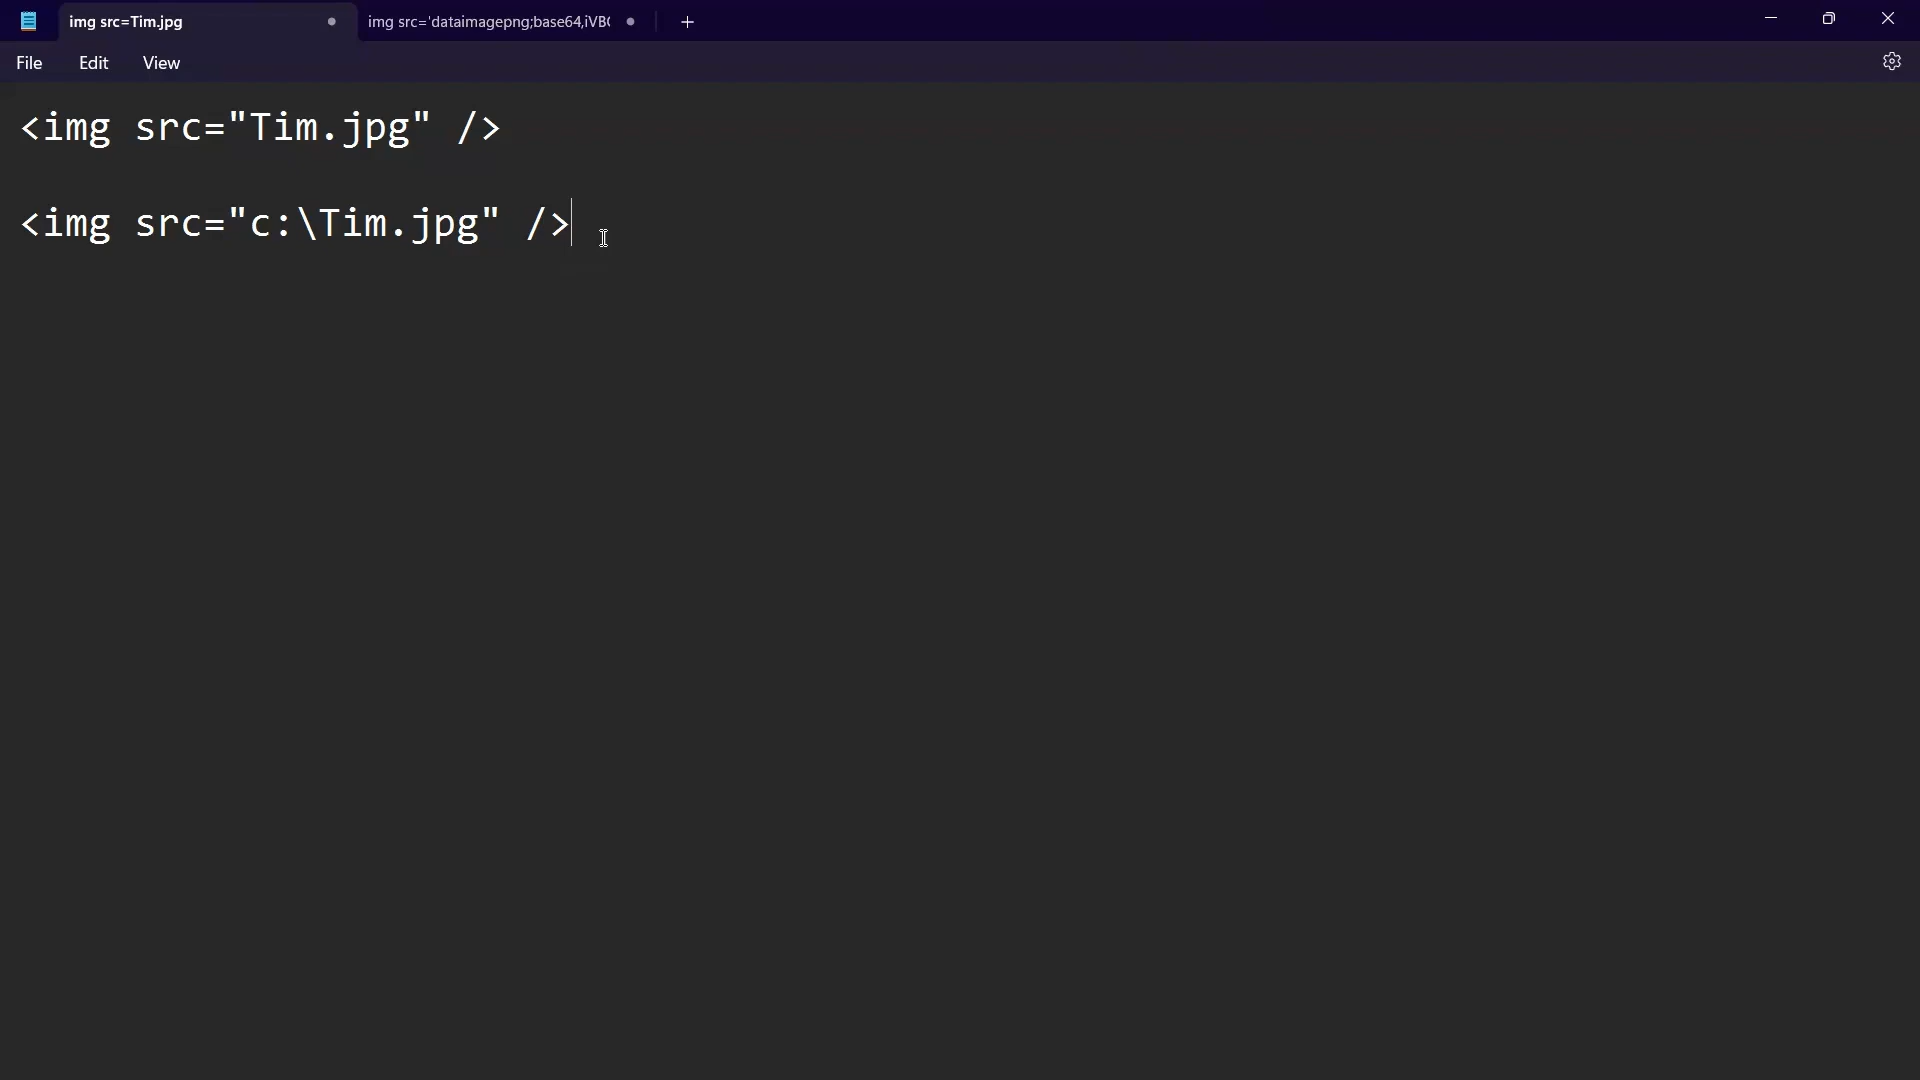 img src=Tim.jpg
img src='dataimagepng;base64,iVB
File Edit View
<img src="Tim.jpg" />
<img src="c:\Tim.jpg" />